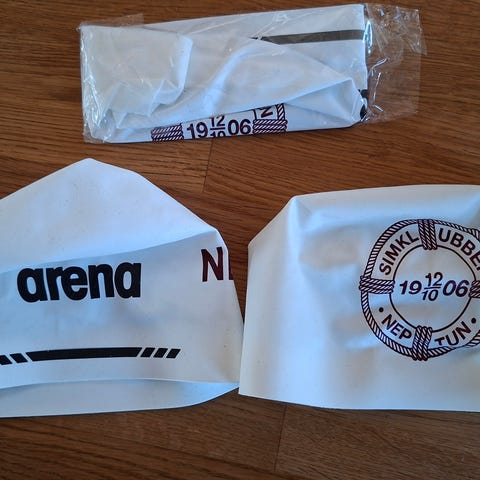 19 12/10 06
arena
SIMKLUBBEN
19 12/10 06
NEPTUN